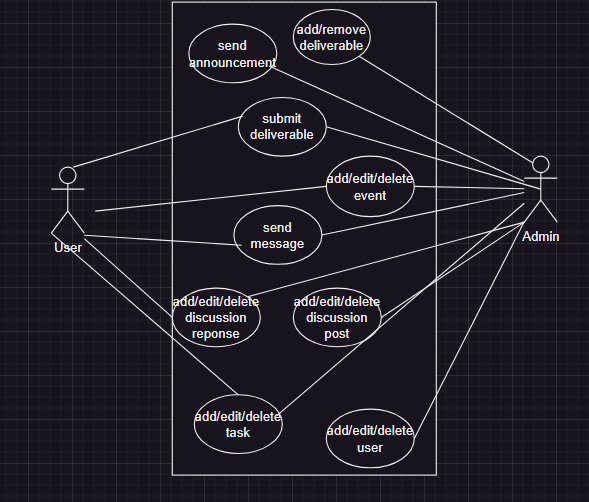 add/remove
deliverable
send
announcement
submit
deliverable
add/edit/delete
event
User
send
message
Admin
add/edit/delete
discussion
reponse
add/edit/delete
discussion
post
add/edit/delete
task
add/edit/delete
user